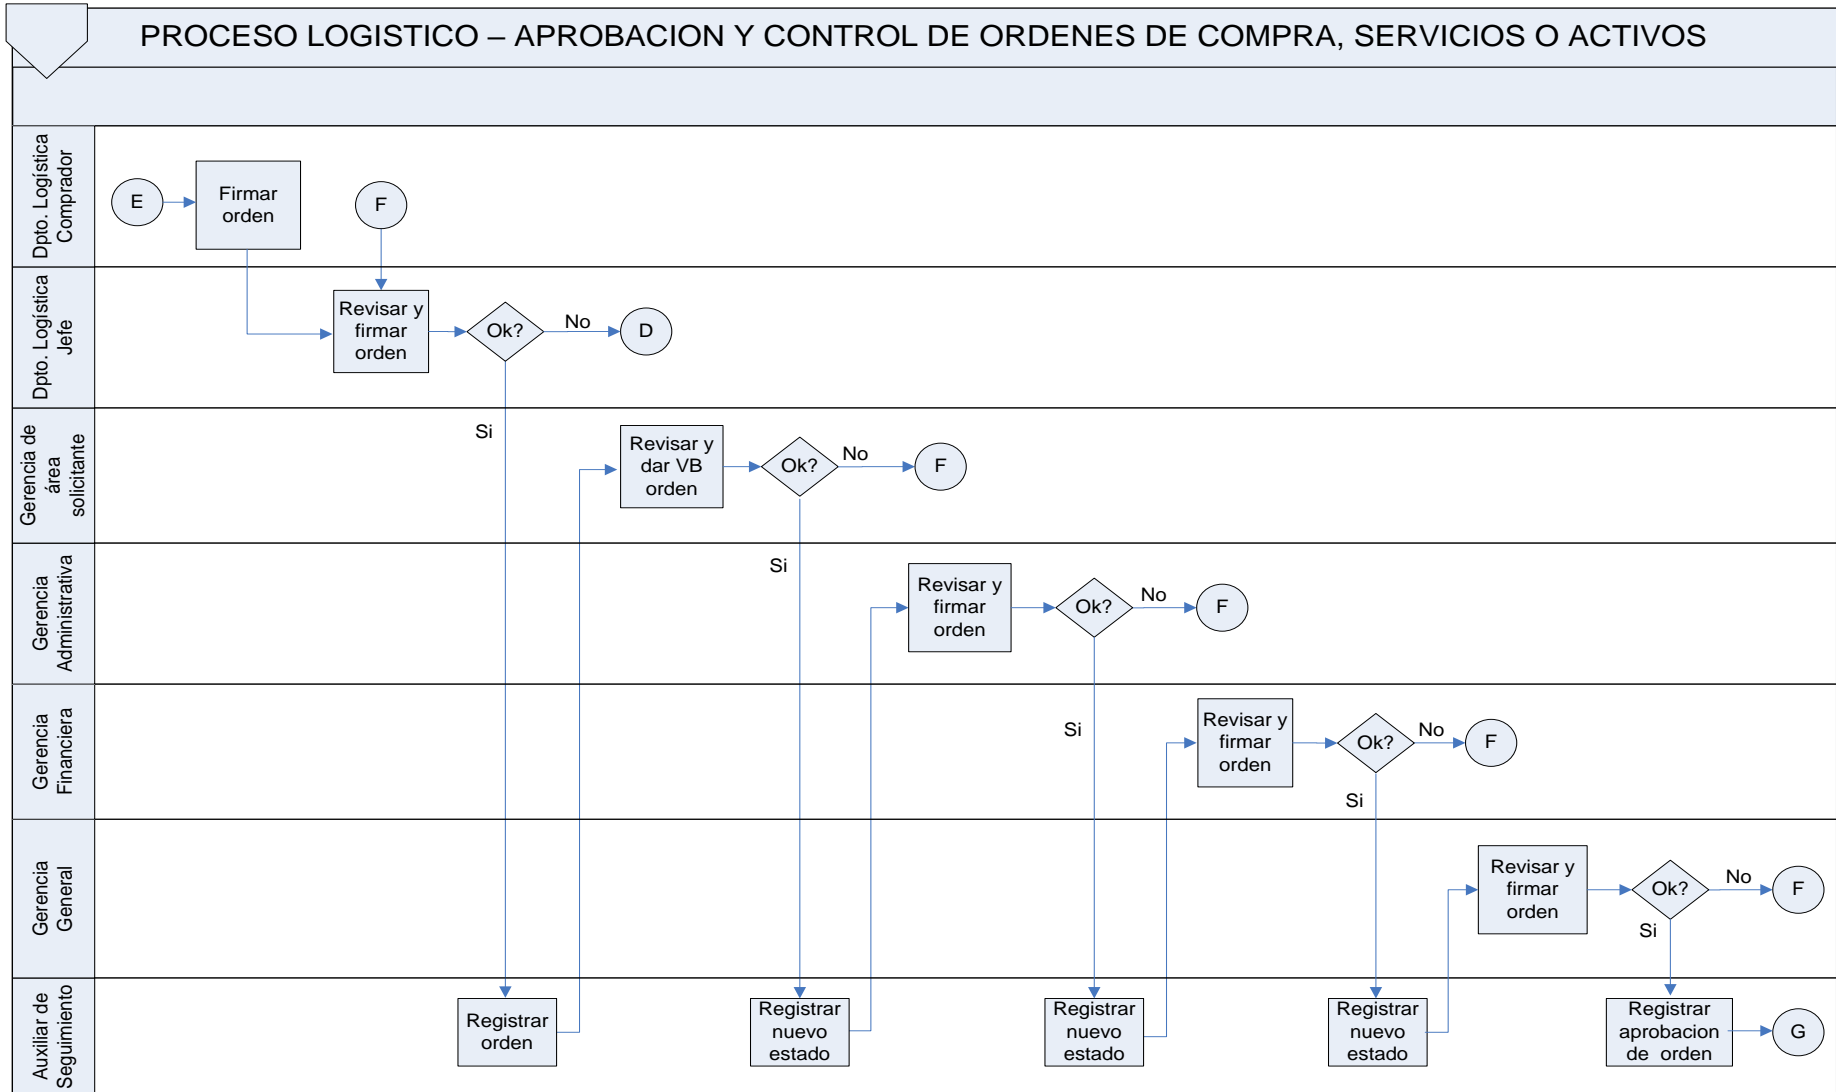 PROCESO LOGISTICO – APROBACION Y CONTROL DE ORDENES DE COMPRA, SERVICIOS O ACTIVOS
Dpto. Logística
Comprador
E
Firmar
orden
F
Dpto. Logística
Jefe
Revisar y
firmar
orden
Ok?
No
D
Si
Gerencia de
área
solicitante
Revisar y
dar VB
orden
Ok?
No
F
Si
Gerencia
Administrativa
Revisar y
firmar
orden
Ok?
No
F
Si
Gerencia
Financiera
Revisar y
firmar
orden
Ok?
No
F
Si
Gerencia
General
Revisar y
firmar
orden
Ok?
No
F
Si
Auxiliar de
Seguimiento
Registrar
orden
Registrar
nuevo
estado
Registrar
nuevo
estado
Registrar
nuevo
estado
Registrar
aprobacion
de orden
G